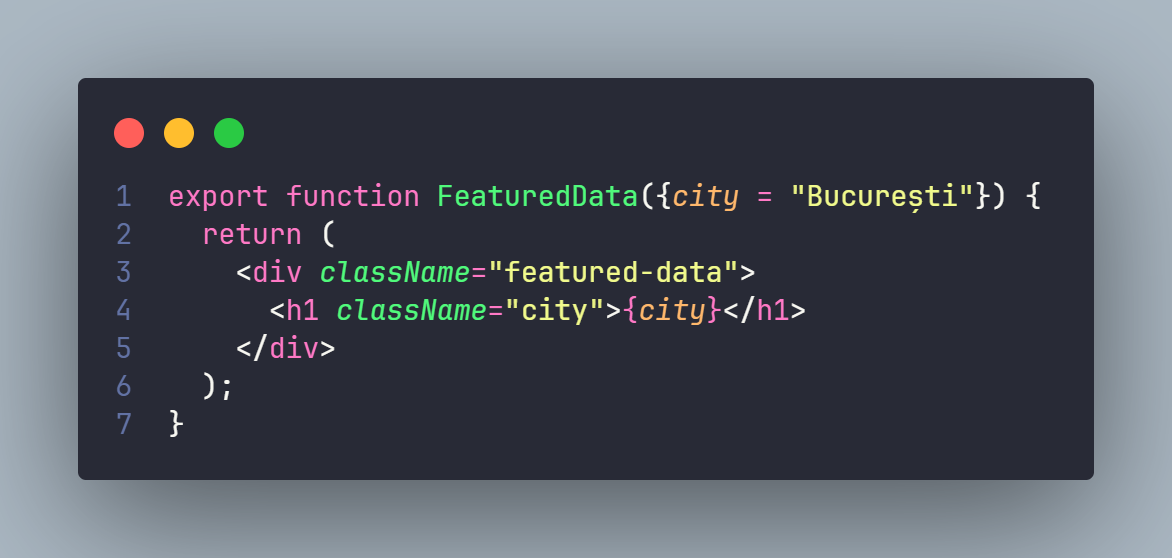 1 export function FeaturedData({city = "București"}) {
2   return (
3     <div className="featured-data">
4       <h1 className="city">{city}</h1>
5     </div>
6   );
7 }